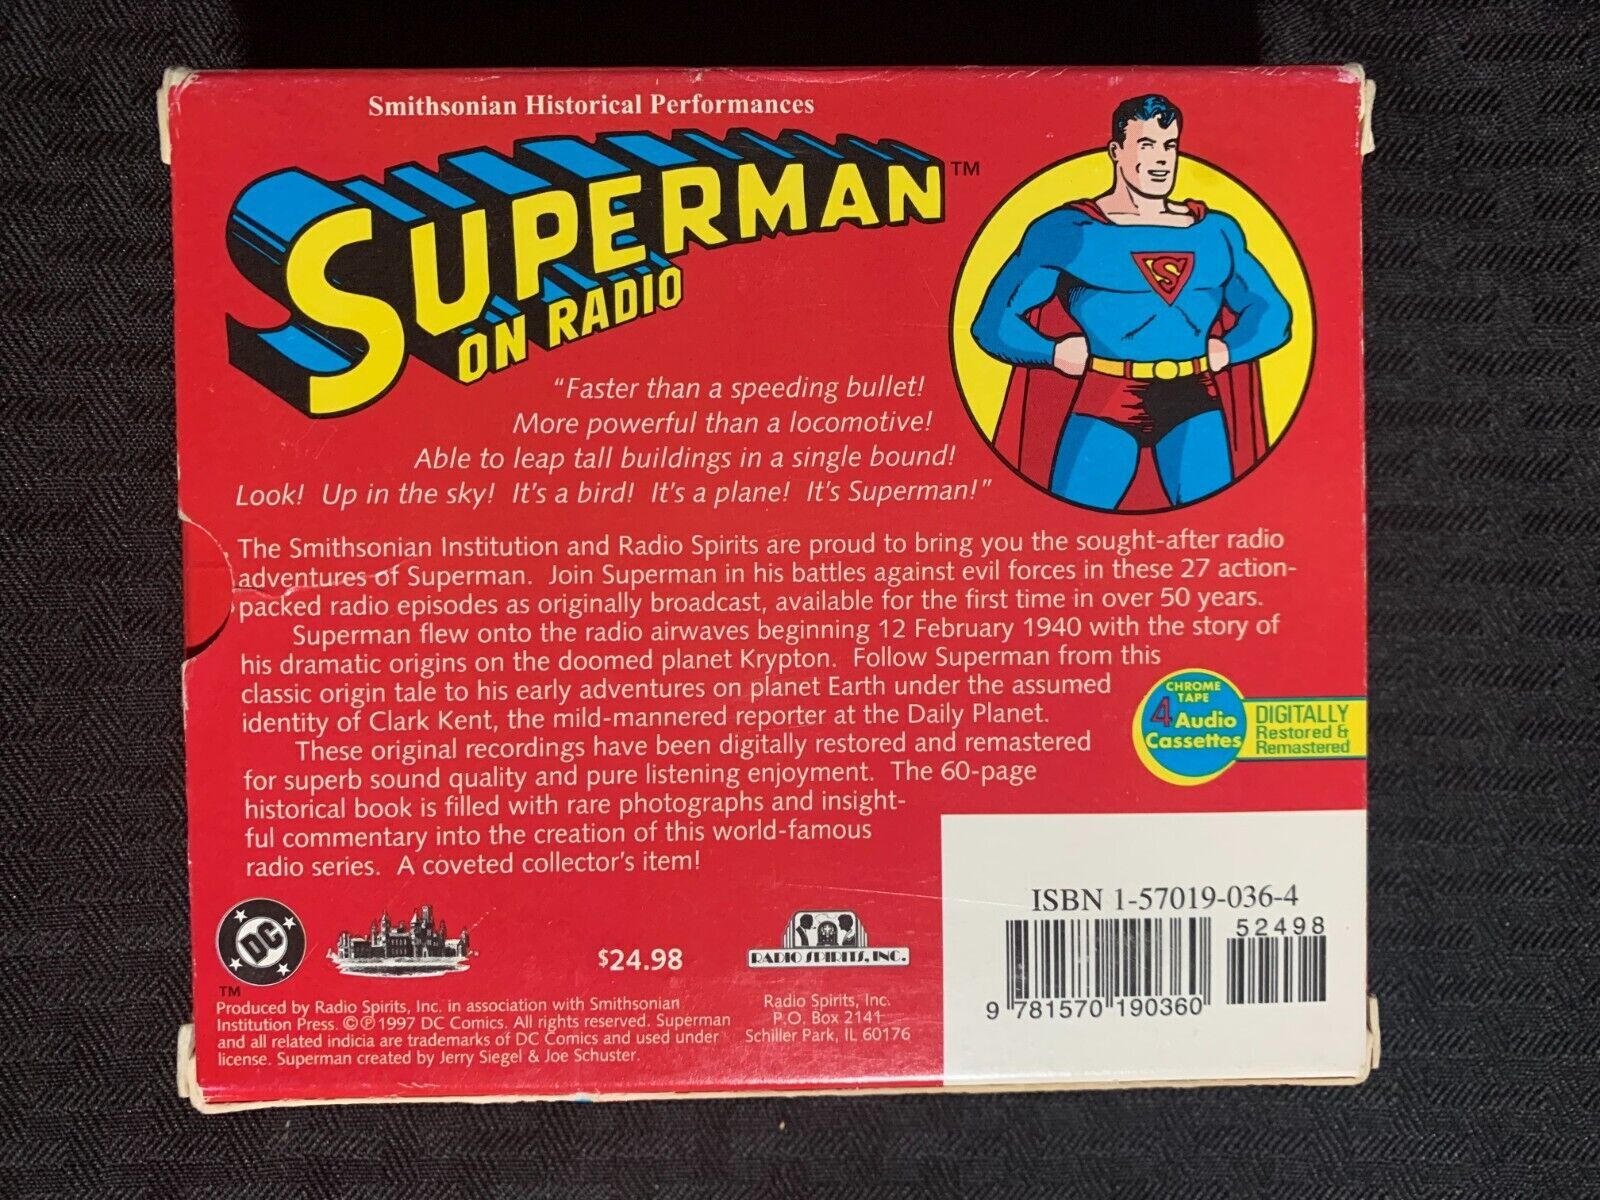 Smithsonian Historical Performances
SUPERMAN™
ON RADIO
S
"Faster than a speeding bullet!
More powerful than a locomotive!
Able to leap tall buildings in a single bound!
Look! Up in the sky! It's a bird! It's a plane! It's Superman!"
The Smithsonian Institution and Radio Spirits are proud to bring you the sought-after radio
adventures of Superman. Join Superman in his battles against evil forces in these 27 action-
packed radio episodes as originally broadcast, available for the first time in over 50 years.
Superman flew onto the radio airwaves beginning 12 February 1940 with the story of
his dramatic origins on the doomed planet Krypton. Follow Superman from this
classic origin tale to his early adventures on planet Earth under the assumed
identity of Clark Kent, the mild-mannered reporter at the Daily Planet.
These original recordings have been digitally restored and remastered
for superb sound quality and pure listening enjoyment. The 60-page
historical book is filled with rare photographs and insight-
ful commentary into the creation of this world-famous
radio series. A coveted collector's item!
CHROME
TAPE
4 Audio
Cassettes
DIGITALLY
Restored &
Remastered
DC
TM
$24.98
RADIO SPIRITS, INC.
Produced by Radio Spirits, Inc. in association with Smithsonian
Institution Press. ©℗1997 DC Comics. All rights reserved. Superman
and all related indicia are trademarks of DC Comics and used under
license. Superman created by Jerry Siegel & Joe Schuster.
Radio Spirits, Inc.
P.O. Box 2141
Schiller Park, IL 60176
ISBN 1-57019-036-4
52498
9 781570 190360